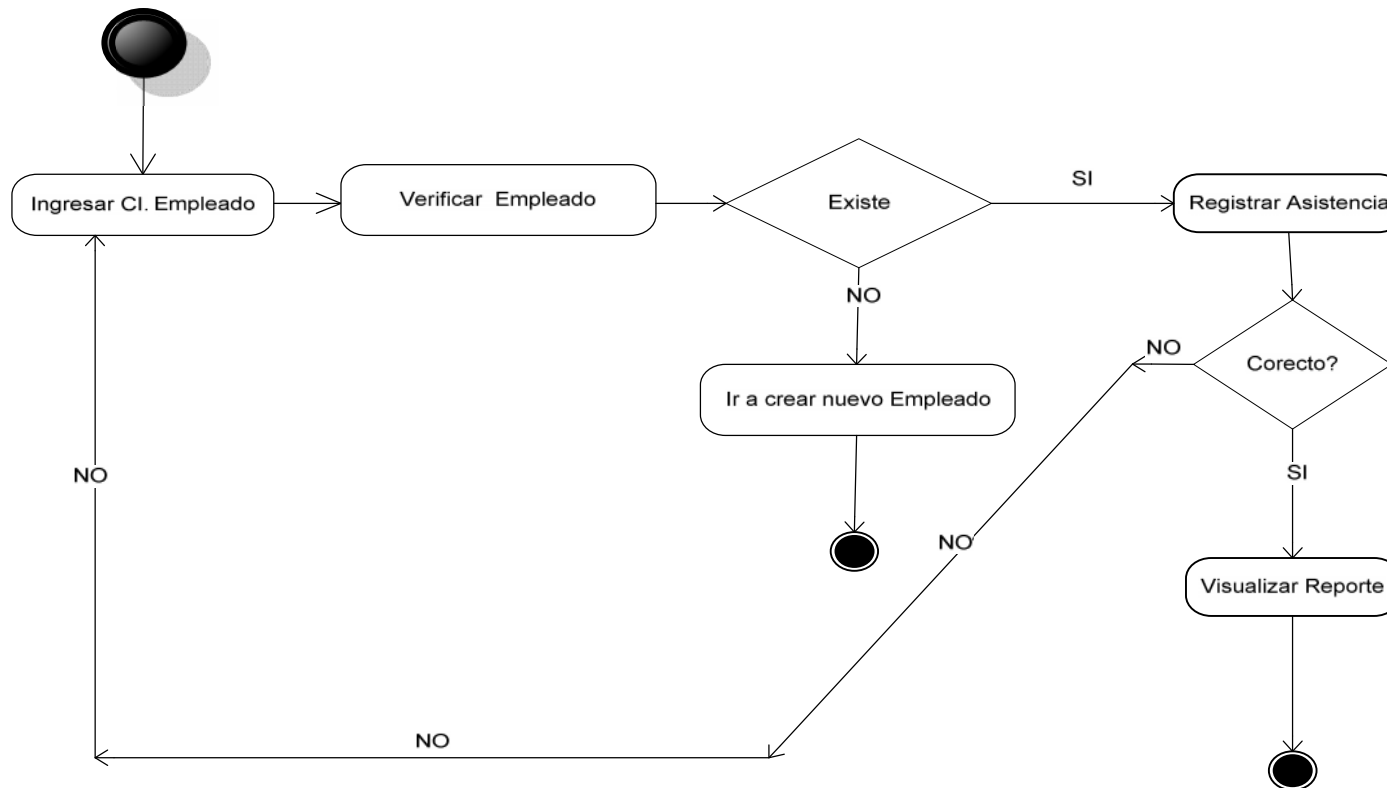 Ingresar CI. Empleado
Verificar Empleado
Existe
SI
Registrar Asistencia
NO
Ir a crear nuevo Empleado
NO
Corecto?
SI
Visualizar Reporte
NO
NO
NO